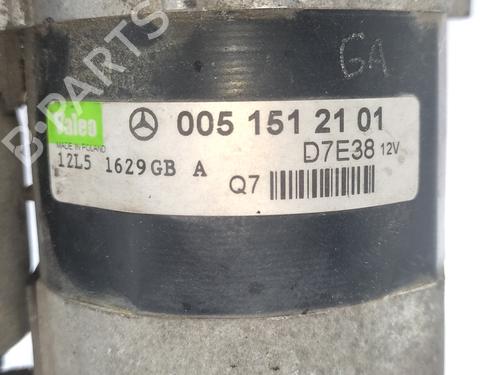 GA
Valeo
005 151 21 01
MADE IN POLAND
D7E38 12V
12L5 1629GB A
Q7
B-PARTS